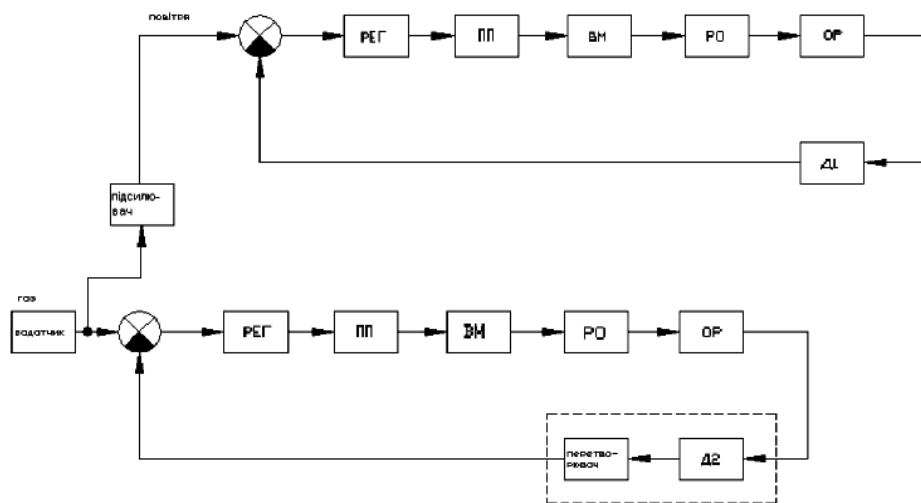 повітря
РЕГ
ПП
ВМ
РО
ОР
Д1
підсилю-
вач
газ
задатчик
РЕГ
ПП
ВМ
РО
ОР
перетво-
рювач
Д2